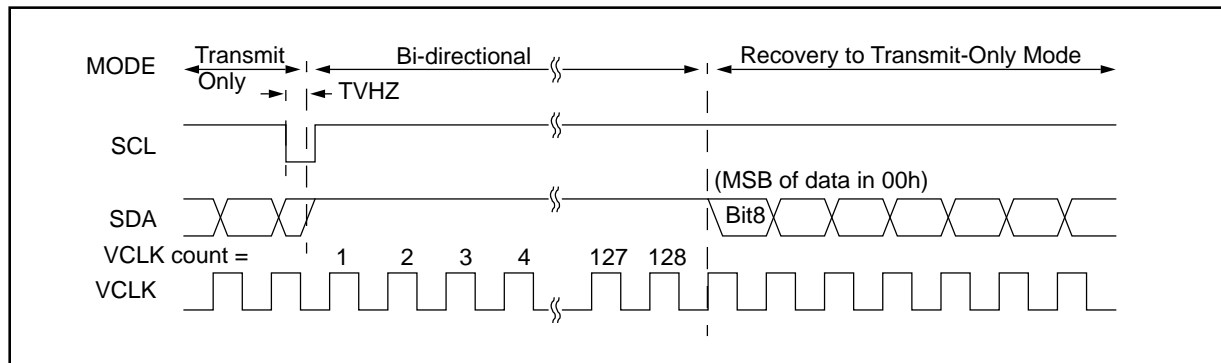 MODE
Transmit
Only
Bi-directional
Recovery to Transmit-Only Mode
TVHZ
SCL
(MSB of data in 00h)
SDA
Bit8
VCLK count =
1 2 3 4 127 128
VCLK